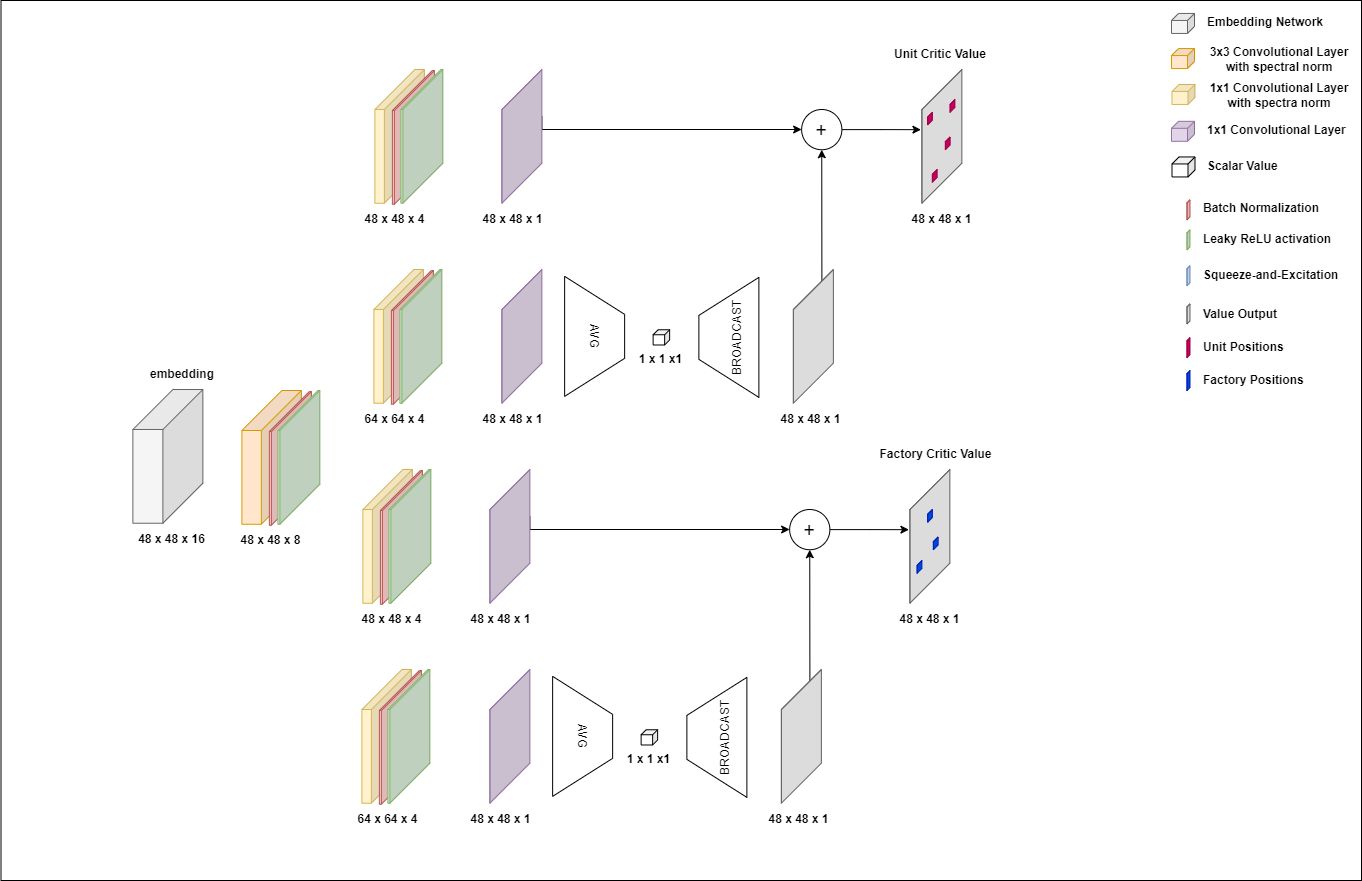 Unit Critic Value
48 x 48 x 4
48 x 48 x 1
+
48 x 48 x 1
AVG
1 x 1 x1
BROADCAST
64 x 64 x 4
48 x 48 x 1
48 x 48 x 1
embedding
48 x 48 x 16
48 x 48 x 8
Factory Critic Value
48 x 48 x 4
48 x 48 x 1
+
48 x 48 x 1
AVG
1 x 1 x1
BROADCAST
64 x 64 x 4
48 x 48 x 1
48 x 48 x 1
Embedding Network
3x3 Convolutional Layer
with spectral norm
1x1 Convolutional Layer
with spectra norm
1x1 Convolutional Layer
Scalar Value
Batch Normalization
Leaky ReLU activation
Squeeze-and-Excitation
Value Output
Unit Positions
Factory Positions